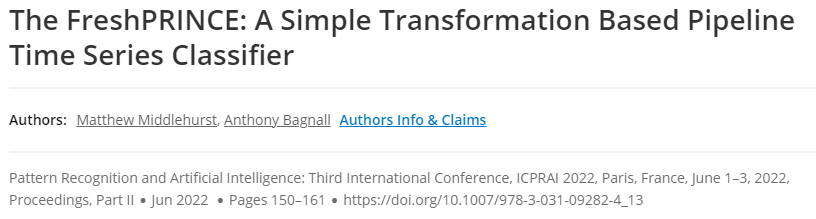 The FreshPRINCE: A Simple Transformation Based Pipeline
Time Series Classifier
Authors: Matthew Middlehurst, Anthony Bagnall Authors Info & Claims
Pattern Recognition and Artificial Intelligence: Third International Conference, ICPRAI 2022, Paris, France, June 1–3, 2022,
Proceedings, Part II • Jun 2022 • Pages 150–161 • https://doi.org/10.1007/978-3-031-09282-4_13